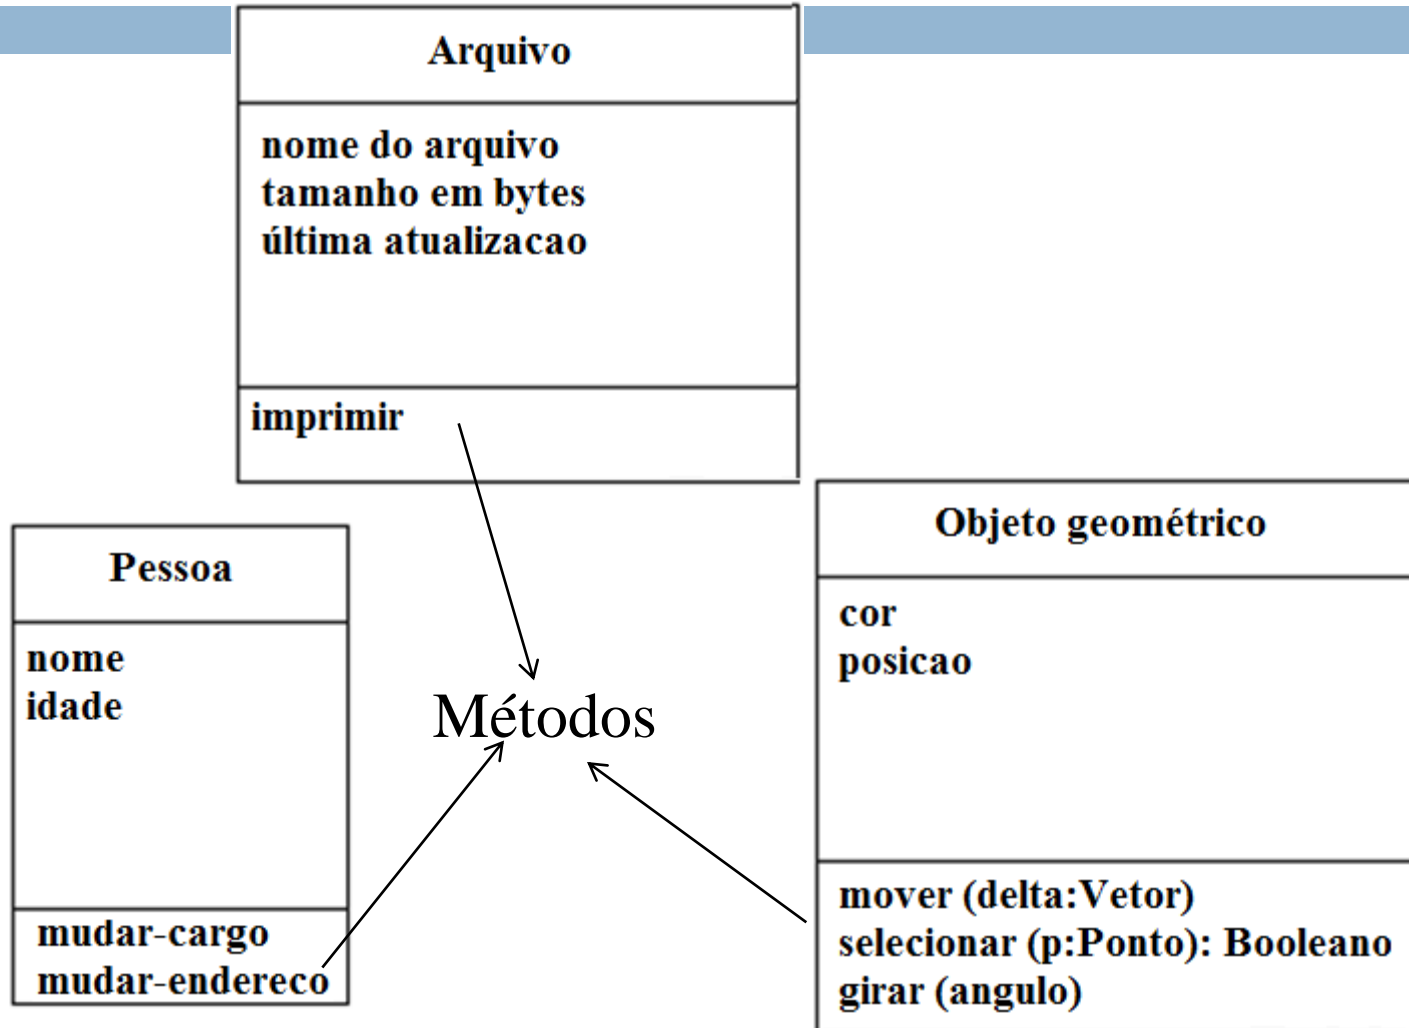 Arquivo
nome do arquivo
tamanho em bytes
última atualizacao
imprimir
Pessoa
nome
idade
mudar-cargo
mudar-endereco
Métodos
Objeto geométrico
cor
posicao
mover (delta:Vetor)
selecionar (p:Ponto): Booleano
girar (angulo)